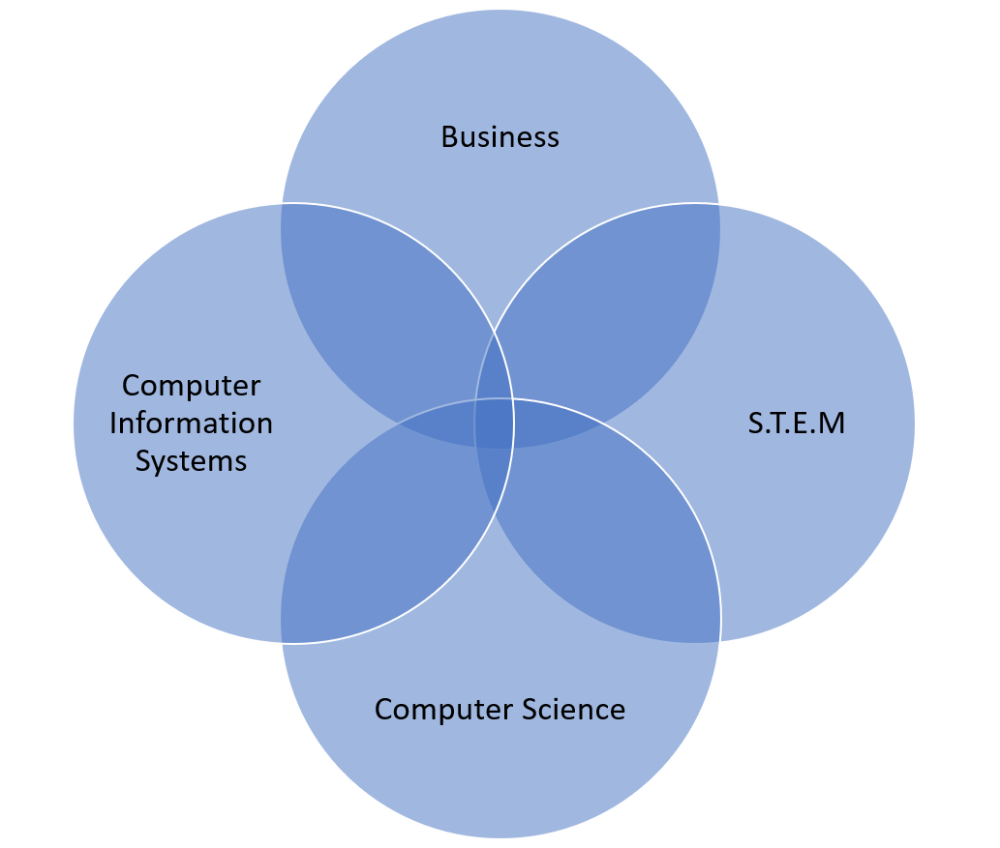 Business
Computer
Information
Systems
S.T.E.M
Computer Science